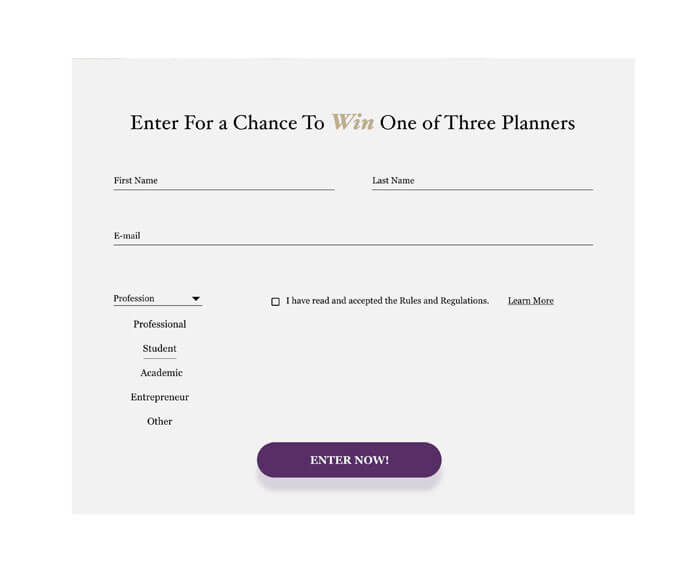 Enter For a Chance To Win One of Three Planners
First Name
Last Name
E-mail
Profession
I have read and accepted the Rules and Regulations.
Learn More
Professional
Student
Academic
Entrepreneur
Other
ENTER NOW!